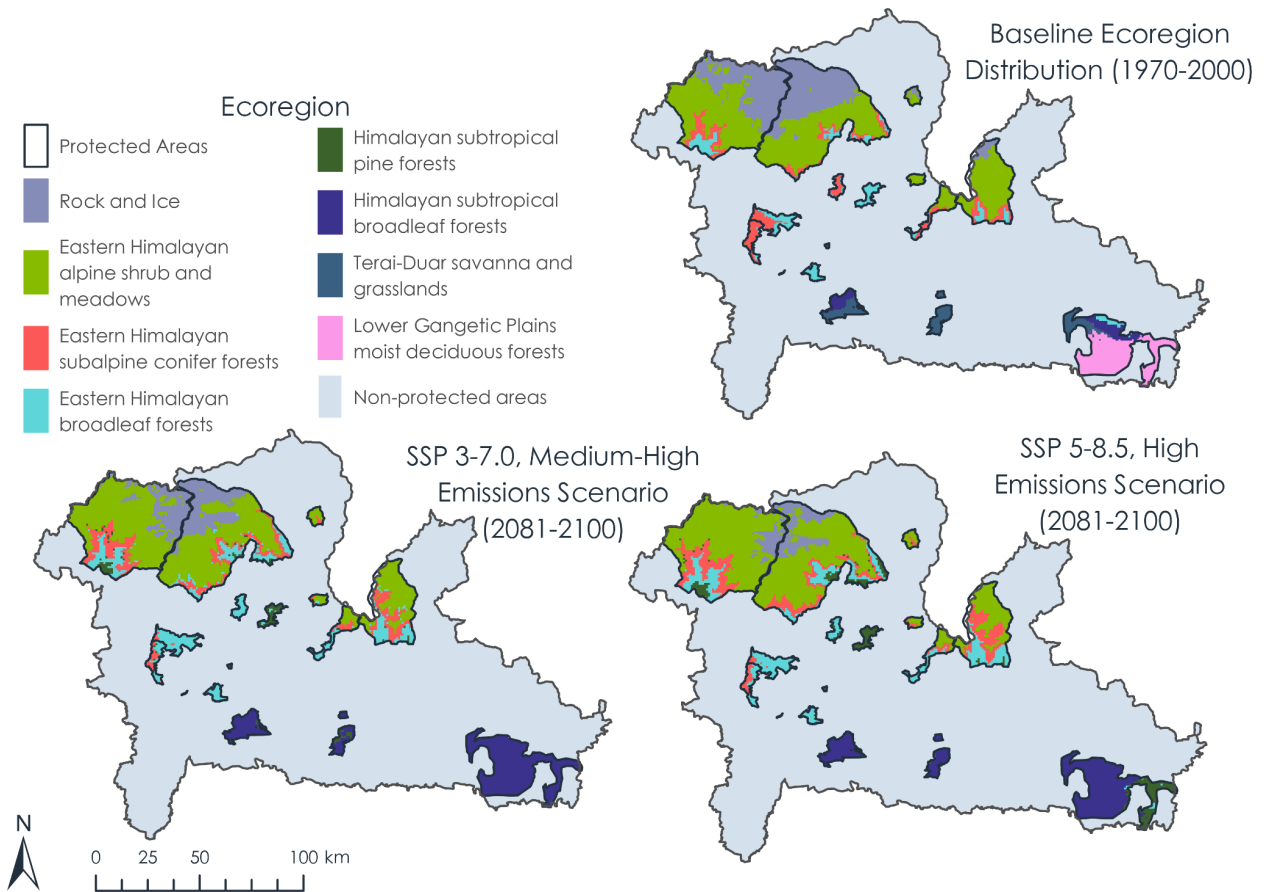 Baseline Ecoregion
Distribution (1970-2000)
Ecoregion
Protected Areas
Rock and Ice
Eastern Himalayan
alpine shrub and
meadows
Eastern Himalayan
subalpine conifer forests
Eastern Himalayan
broadleaf forests
Himalayan subtropical
pine forests
Himalayan subtropical
broadleaf forests
Terai-Duar savanna and
grasslands
Lower Gangetic Plains
moist deciduous forests
Non-protected areas
SSP 3-7.0, Medium-High
Emissions Scenario
(2081-2100)
SSP 5-8.5, High
Emissions Scenario
(2081-2100)
N
0 25 50 100 km